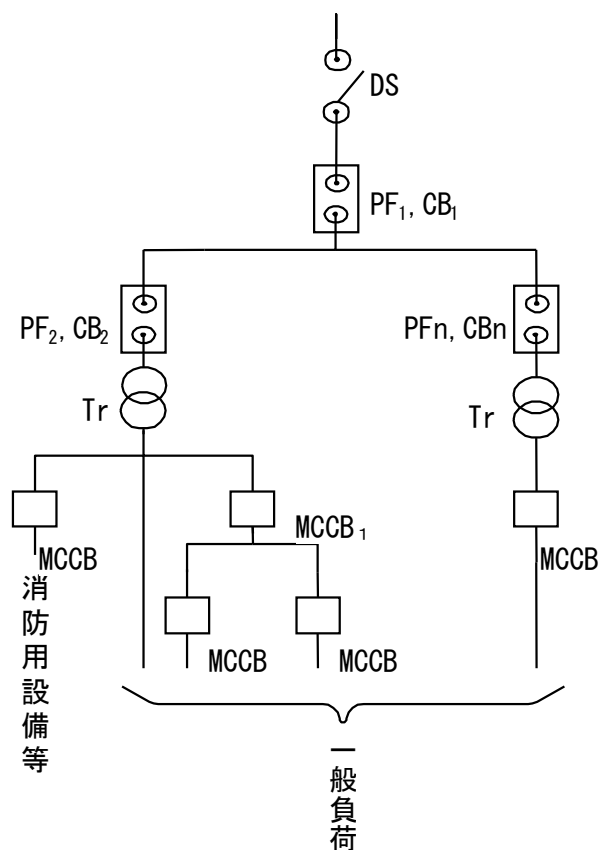 DS
PF₁, CB₁
PF₂, CB₂
PFn, CBn
Tr
Tr
MCCB₁
MCCB
MCCB
MCCB
MCCB
消防用設備等
一般負荷